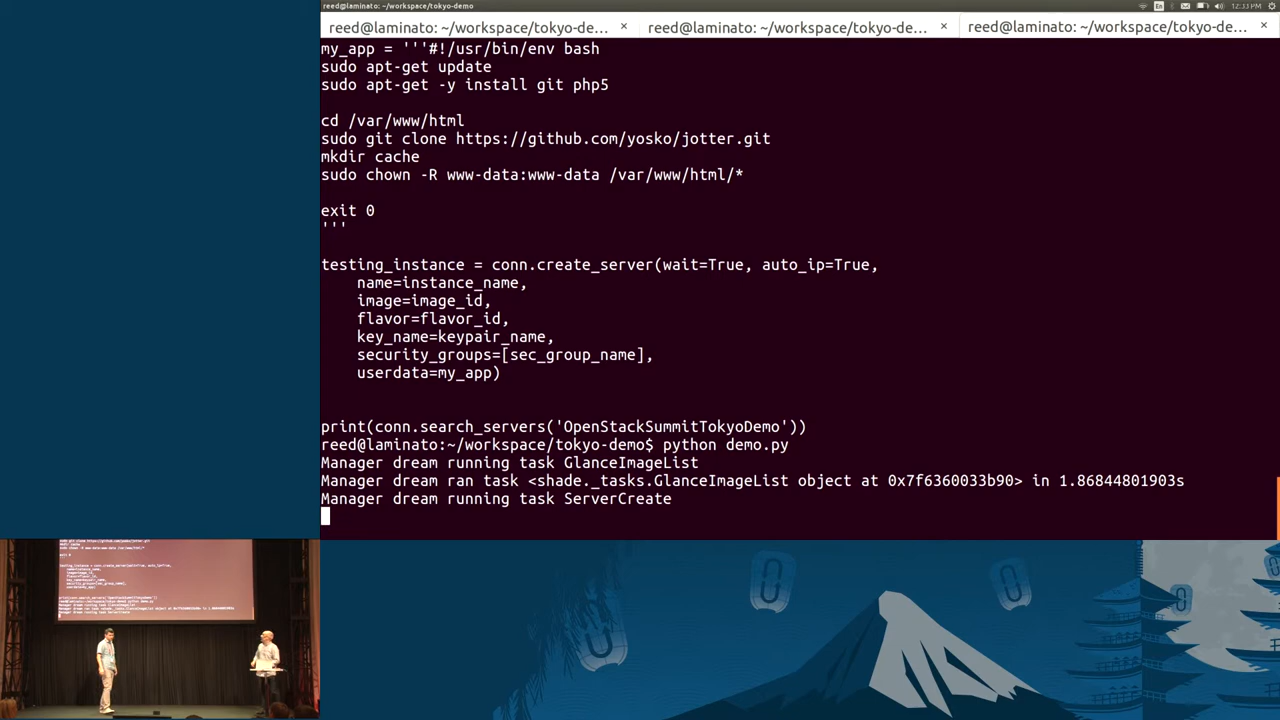 reed@laminato: ~/workspace/tokyo-demo
En
12:33 PM
reed@laminato: ~/workspace/tokyo-de... ×
reed@laminato: ~/workspace/tokyo-de... ×
reed@laminato: ~/workspace/tokyo-de... ×
my_app = '''#!/usr/bin/env bash
sudo apt-get update
sudo apt-get -y install git php5
cd /var/www/html
sudo git clone https://github.com/yosko/jotter.git
mkdir cache
sudo chown -R www-data:www-data /var/www/html/*
exit 0
'''
testing_instance = conn.create_server(wait=True, auto_ip=True,
name=instance_name,
image=image_id,
flavor=flavor_id,
key_name=keypair_name,
security_groups=[sec_group_name],
userdata=my_app)
print(conn.search_servers('OpenStackSummitTokyoDemo'))
reed@laminato:~/workspace/tokyo-demo$ python demo.py
Manager dream running task GlanceImageList
Manager dream ran task <shade._tasks.GlanceImageList object at 0x7f6360033b90> in 1.86844801903s
Manager dream running task ServerCreate